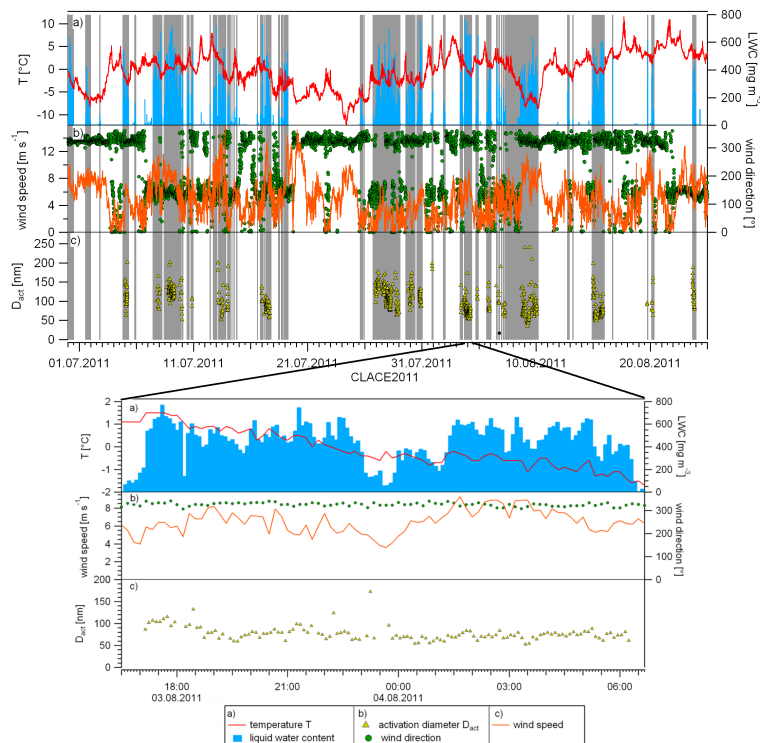 a)
10
5
0
-5
-10
T [°C]
800
600
400
200
0
LWC [mg m-3]
b)
12
8
4
0
wind speed [m s-1]
300
200
100
0
wind direction [°]
c)
250
200
150
100
50
0
Dact [nm]
01.07.2011 11.07.2011 21.07.2011 31.07.2011 10.08.2011 20.08.2011
CLACE2011
a)
2
1
0
-1
-2
T [°C]
800
600
400
200
0
LWC [mg m-3]
b)
8
6
4
2
wind speed [m s-1]
300
200
100
0
wind direction [°]
c)
200
150
100
50
0
Dact [nm]
18:00 21:00 00:00 03:00 06:00
03.08.2011 04.08.2011
a) b) c)
temperature T activation diameter Dact wind speed
liquid water content wind direction